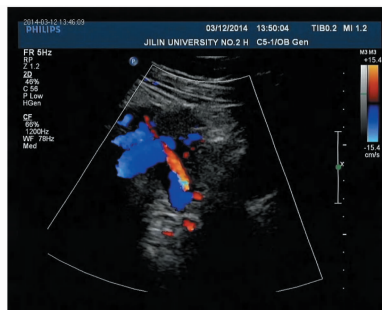 2014-03-12 13:46:09
PHILIPS
03/12/2014 13:50:04 TIB0.2 MI 1.2
JILIN UNIVERSITY NO.2 H C5-1/OB Gen
FR 5Hz
RP
Z 1.2
2D
46%
C 56
P Low
HGen
CF
66%
1200Hz
WF 78Hz
Med
M3 M3
+15.4
-15.4
cm/s
x